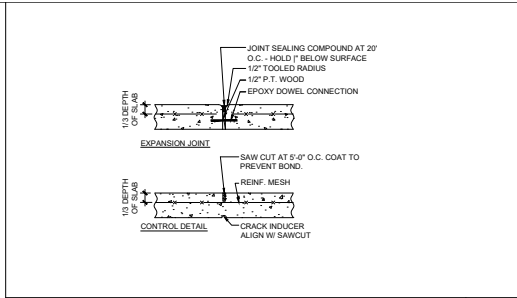 JOINT SEALING COMPOUND AT 20'
O.C. - HOLD |" BELOW SURFACE
1/2" TOOLED RADIUS
1/2" P.T. WOOD
EPOXY DOWEL CONNECTION
1/3 DEPTH
OF SLAB
EXPANSION JOINT
SAW CUT AT 5'-0" O.C. COAT TO
PREVENT BOND.
REINF. MESH
1/3 DEPTH
OF SLAB
CONTROL DETAIL
CRACK INDUCER
ALIGN W/ SAWCUT